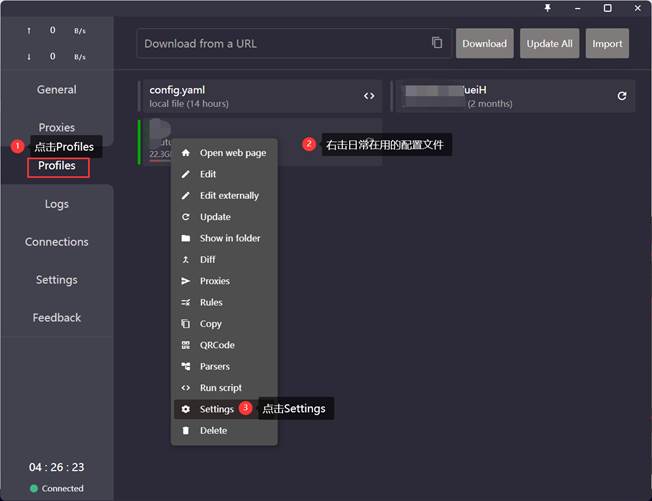 ↑ 0 B/s
↓ 0 B/s
General
Proxies
1 点击Profiles
Profiles
Logs
Connections
Settings
Feedback
04 : 26 : 23
Connected
Download from a URL
Download
Update All
Import
config.yaml
local file (14 hours)
ueiH
(2 months)
22.3G
2 右击日常在用的配置文件
Open web page
Edit
Edit externally
Update
Show in folder
Diff
Proxies
Rules
Copy
QRCode
Parsers
Run script
Settings
3 点击Settings
Delete